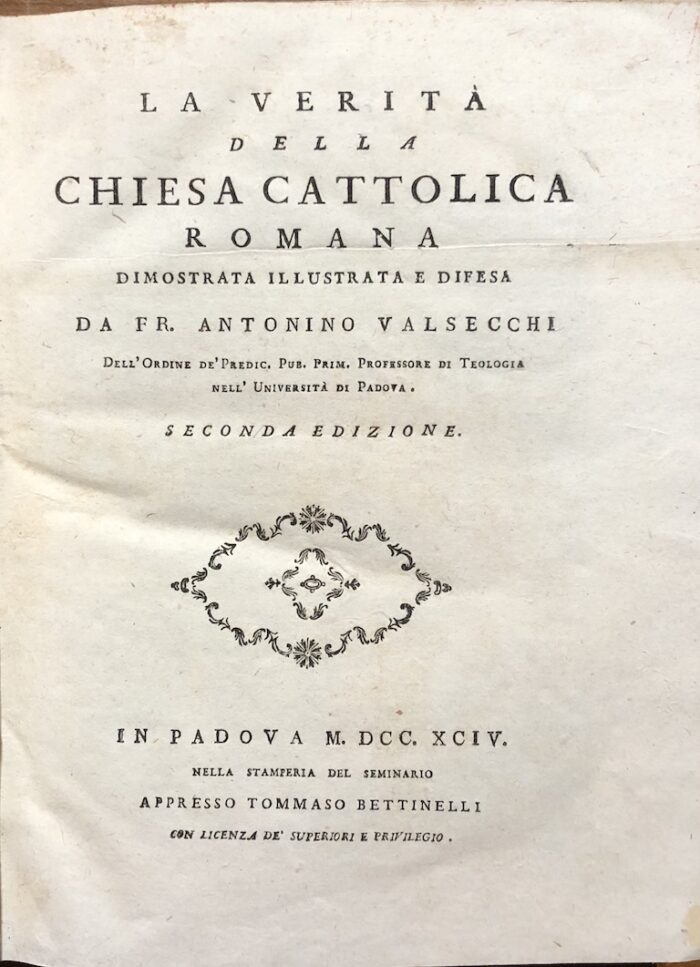 LA VERITÀ
DELLA
CHIESA CATTOLICA
ROMANA
DIMOSTRATA ILLUSTRATA E DIFESA
DA FR. ANTONINO VALSECCHI
DELL'ORDINE DE' PREDIC. PUB. PRIM. PROFESSORE DI TEOLOGIA
NELL' UNIVERSITÀ DI PADOVA.
SECONDA EDIZIONE.
IN PADOVA M. DCC. XCIV.
NELLA STAMPERIA DEL SEMINARIO
APPRESSO TOMMASO BETTINELLI
CON LICENZA DE' SUPERIORI E PRIVILEGIO.